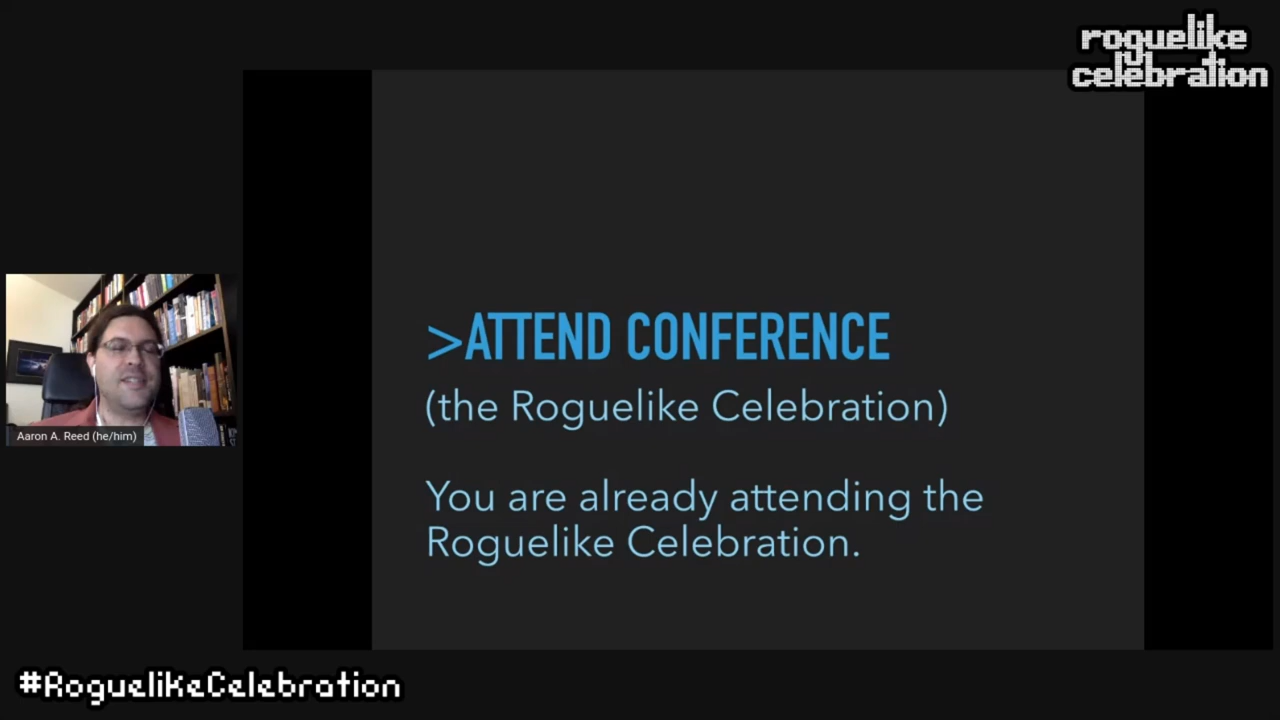 roguelike
celebration
>ATTEND CONFERENCE
(the Roguelike Celebration)
You are already attending the
Roguelike Celebration.
Aaron A. Reed (he/him)
#RoguelikeCelebration